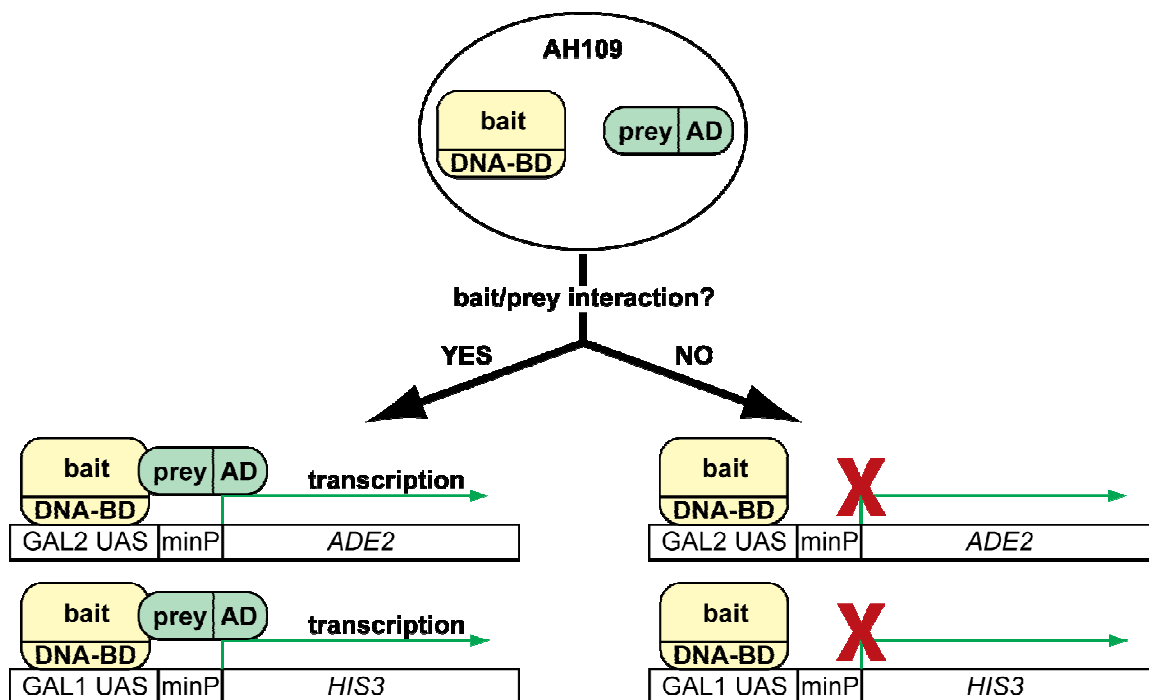 AH109
bait
prey AD
DNA-BD
bait/prey interaction?
YES
NO
bait
prey AD
transcription
DNA-BD
GAL2 UAS minP ADE2
bait
prey AD
transcription
DNA-BD
GAL1 UAS minP HIS3
bait
X
DNA-BD
GAL2 UAS minP ADE2
bait
X
DNA-BD
GAL1 UAS minP HIS3